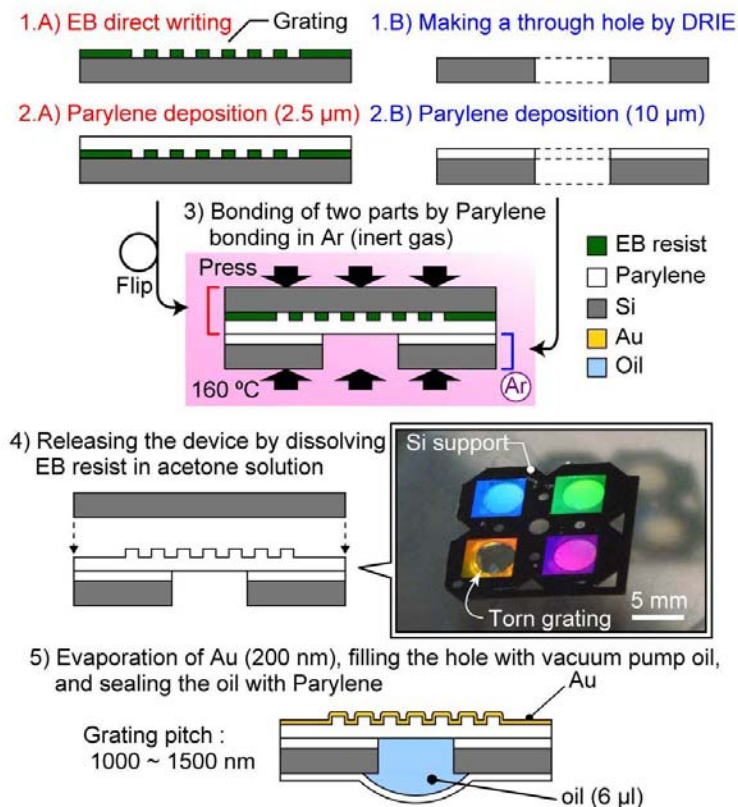 1.A) EB direct writing
Grating
1.B) Making a through hole by DRIE
2.A) Parylene deposition (2.5 µm)
2.B) Parylene deposition (10 µm)
3) Bonding of two parts by Parylene
bonding in Ar (inert gas)
Flip
Press
160 ºC
Ar
EB resist
Parylene
Si
Au
Oil
4) Releasing the device by dissolving
EB resist in acetone solution
Si support
Torn grating
5 mm
5) Evaporation of Au (200 nm), filling the hole with vacuum pump oil,
and sealing the oil with Parylene
Au
Grating pitch :
1000 ~ 1500 nm
oil (6 µl)